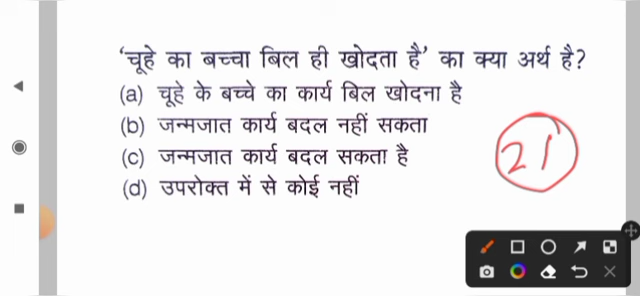 ‘चूहे का बच्चा बिल ही खोदता है’ का क्या अर्थ है?
(a) चूहे के बच्चे का कार्य बिल खोदना है
(b) जन्मजात कार्य बदल नहीं सकता
(c) जन्मजात कार्य बदल सकता है
(d) उपरोक्त में से कोई नहीं
21